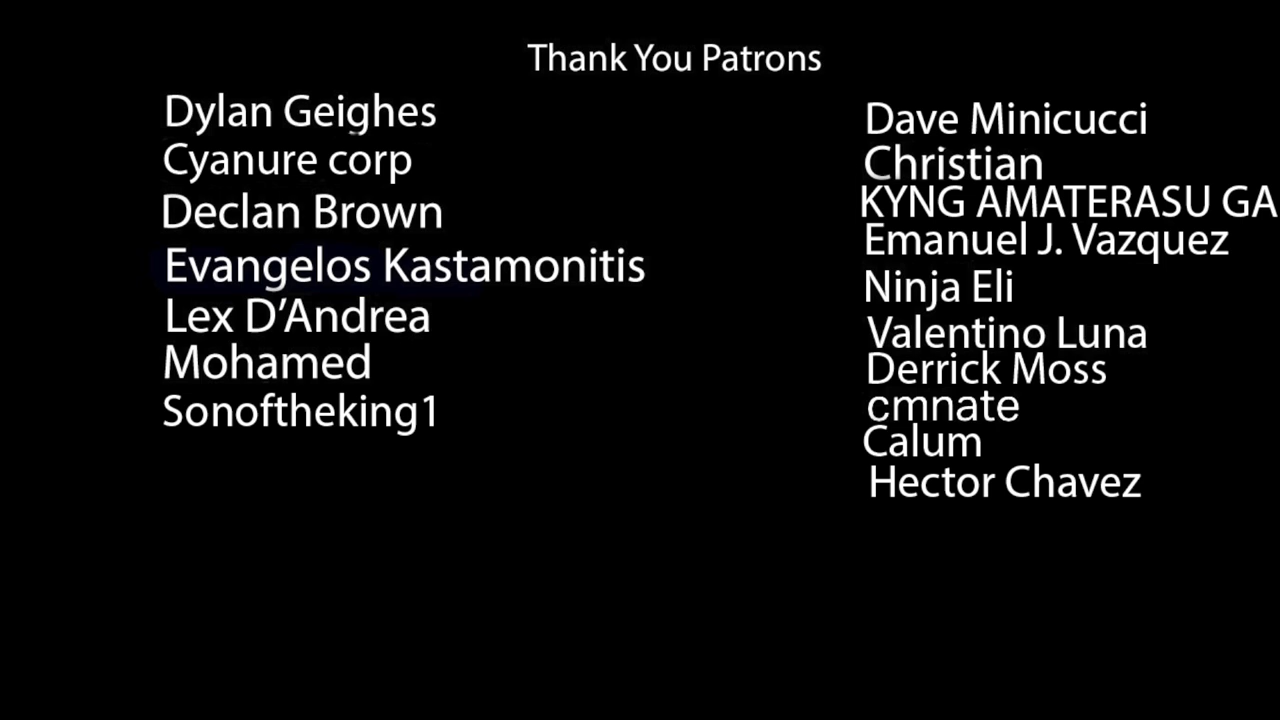 Thank You Patrons
Dylan Geighes
Cyanure corp
Declan Brown
Evangelos Kastamonitis
Lex D’Andrea
Mohamed
Sonoftheking1
Dave Minicucci
Christian
KYNG AMATERASU GA
Emanuel J. Vazquez
Ninja Eli
Valentino Luna
Derrick Moss
cmnate
Calum
Hector Chavez